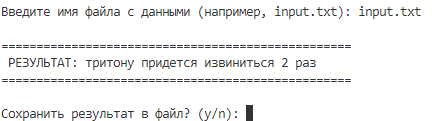 Введите имя файла с данными (например, input.txt): input.txt
==================================================
РЕЗУЛЬТАТ: тритону придется извиниться 2 раз
==================================================
Сохранить результат в файл? (y/n):